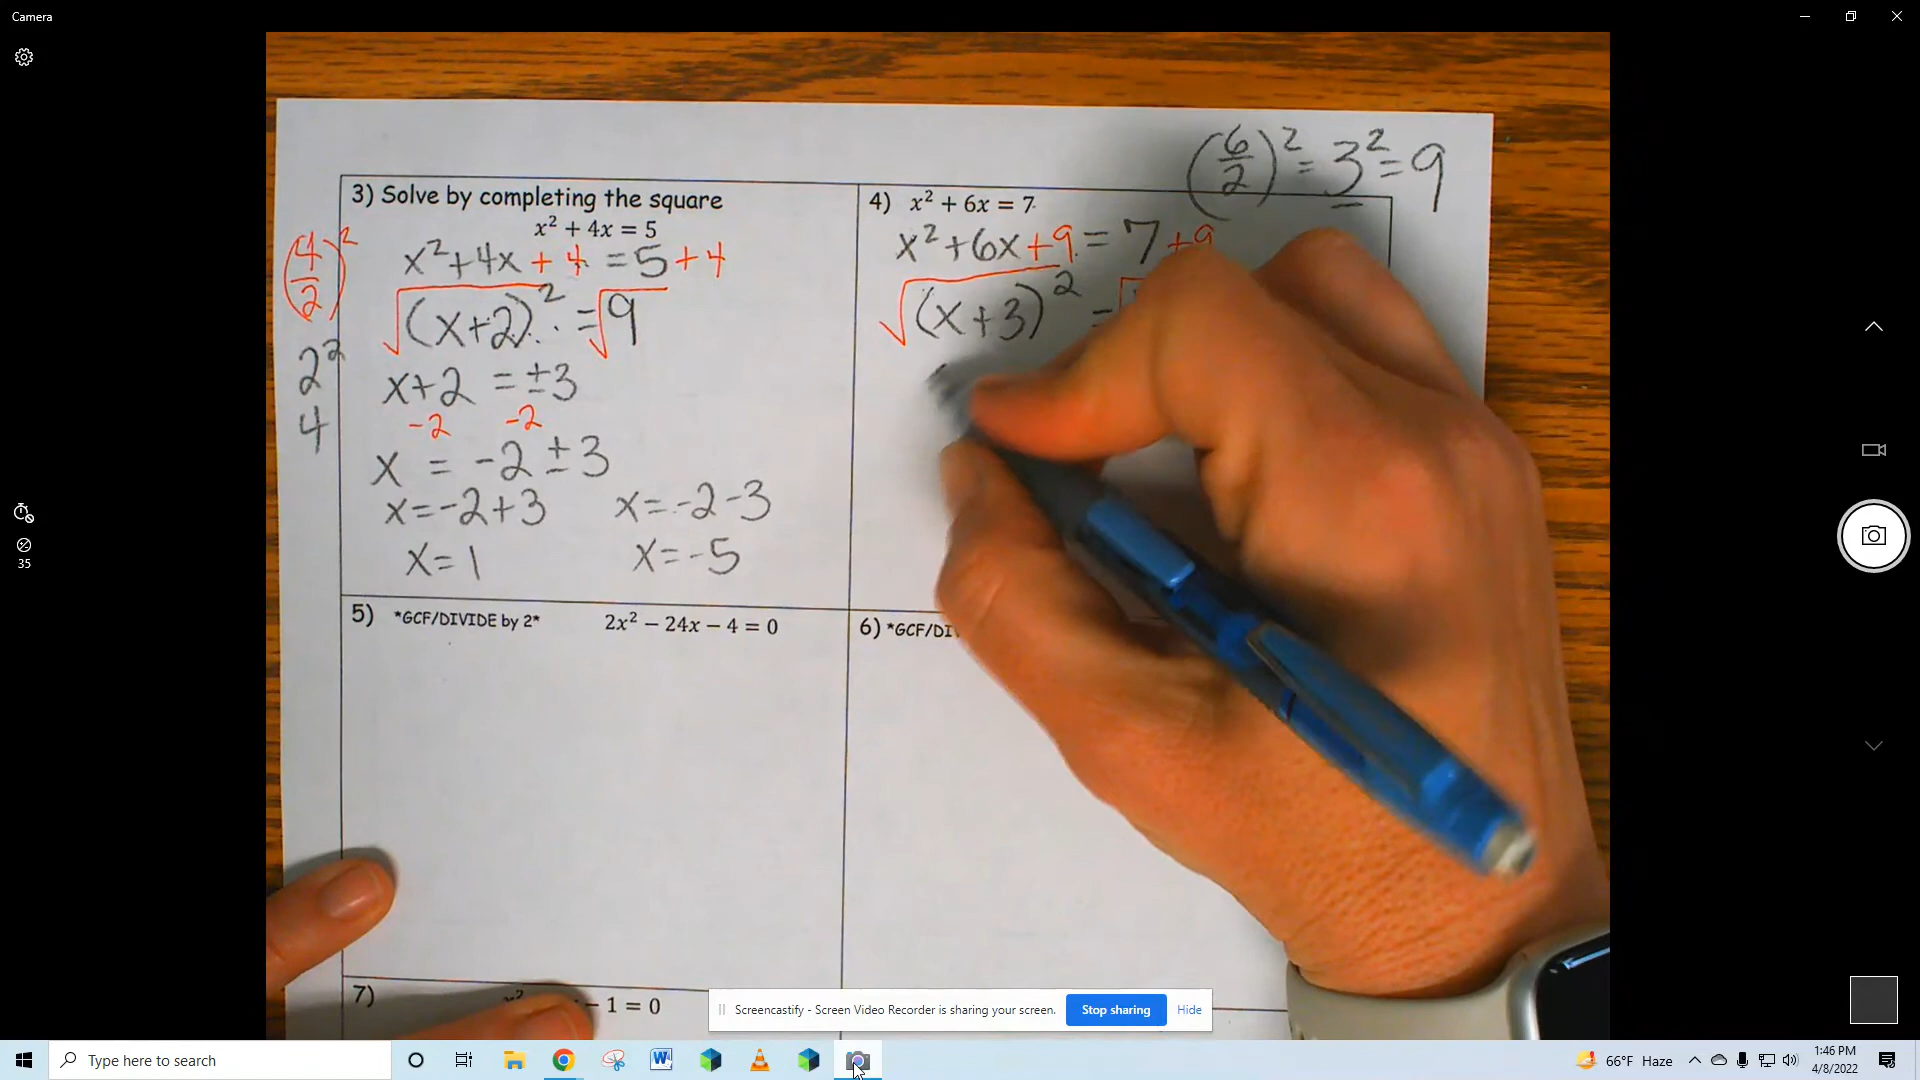 Camera
(6/2)² = 3² = 9
3) Solve by completing the square
x² + 4x = 5
(4/2)²
x² + 4x + 4 = 5 + 4
√(x+2)² = √9
2²
x+2 = ±3
4
-2 -2
x = -2 ± 3
x = -2 + 3 x = -2 - 3
x = 1 x = -5
4) x² + 6x = 7
x² + 6x + 9 = 7 + 9
√(x+3)² =
5) *GCF/DIVIDE by 2* 2x² − 24x − 4 = 0
6) *GCF/DI
7)
− 1 = 0
35
Screencastify - Screen Video Recorder is sharing your screen.
Stop sharing
Hide
Type here to search
66°F Haze
1:46 PM
4/8/2022